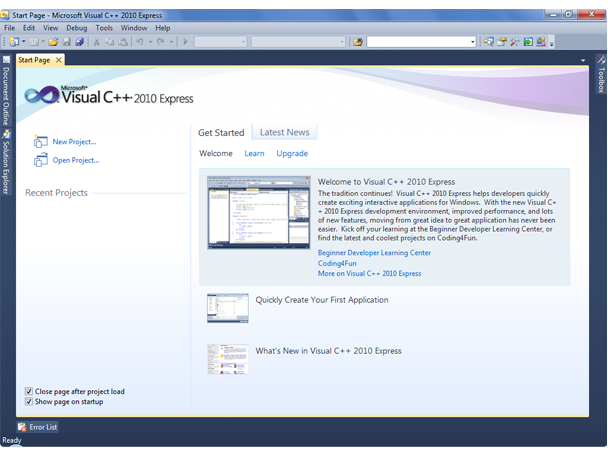 Start Page - Microsoft Visual C++ 2010 Express
File Edit View Debug Tools Window Help
Start Page
Document Outline
Solution Explorer
Toolbox
Microsoft®
Visual C++ 2010 Express
New Project...
Open Project...
Recent Projects
Get Started Latest News
Welcome Learn Upgrade
Welcome to Visual C++ 2010 Express
The tradition continues! Visual C++ 2010 Express helps developers quickly
create exciting interactive applications for Windows. With the new Visual C+
+ 2010 Express development environment, improved performance, and lots
of new features, moving from great idea to great application has never been
easier. Kick off your learning at the Beginner Developer Learning Center, or
find the latest and coolest projects on Coding4Fun.
Beginner Developer Learning Center
Coding4Fun
More on Visual C++ 2010 Express
Quickly Create Your First Application
What's New in Visual C++ 2010 Express
Close page after project load
Show page on startup
Error List
Ready